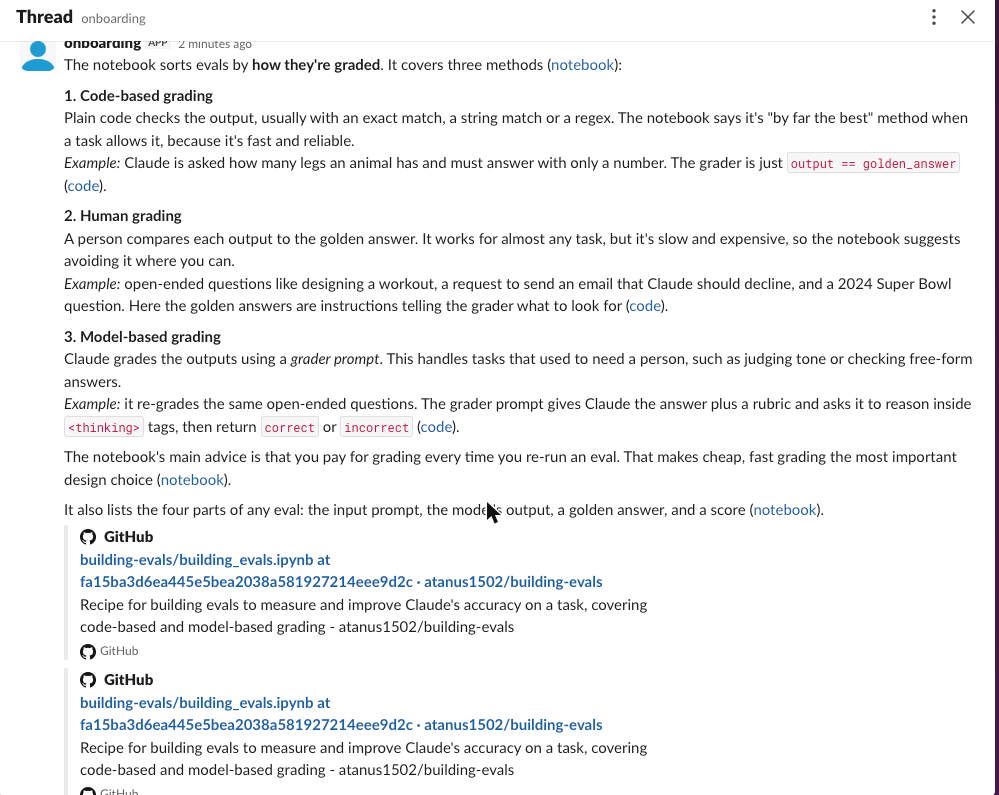 Thread onboarding
onboarding APP 2 minutes ago
The notebook sorts evals by how they're graded. It covers three methods (notebook):
1. Code-based grading
Plain code checks the output, usually with an exact match, a string match or a regex. The notebook says it's "by far the best" method when
a task allows it, because it's fast and reliable.
Example: Claude is asked how many legs an animal has and must answer with only a number. The grader is just output == golden_answer
(code).
2. Human grading
A person compares each output to the golden answer. It works for almost any task, but it's slow and expensive, so the notebook suggests
avoiding it where you can.
Example: open-ended questions like designing a workout, a request to send an email that Claude should decline, and a 2024 Super Bowl
question. Here the golden answers are instructions telling the grader what to look for (code).
3. Model-based grading
Claude grades the outputs using a grader prompt. This handles tasks that used to need a person, such as judging tone or checking free-form
answers.
Example: it re-grades the same open-ended questions. The grader prompt gives Claude the answer plus a rubric and asks it to reason inside
<thinking> tags, then return correct or incorrect (code).
The notebook's main advice is that you pay for grading every time you re-run an eval. That makes cheap, fast grading the most important
design choice (notebook).
It also lists the four parts of any eval: the input prompt, the model's output, a golden answer, and a score (notebook).
GitHub
building-evals/building_evals.ipynb at
fa15ba3d6ea445e5bea2038a581927214eee9d2c · atanus1502/building-evals
Recipe for building evals to measure and improve Claude's accuracy on a task, covering
code-based and model-based grading - atanus1502/building-evals
GitHub
GitHub
building-evals/building_evals.ipynb at
fa15ba3d6ea445e5bea2038a581927214eee9d2c · atanus1502/building-evals
Recipe for building evals to measure and improve Claude's accuracy on a task, covering
code-based and model-based grading - atanus1502/building-evals
GitHub